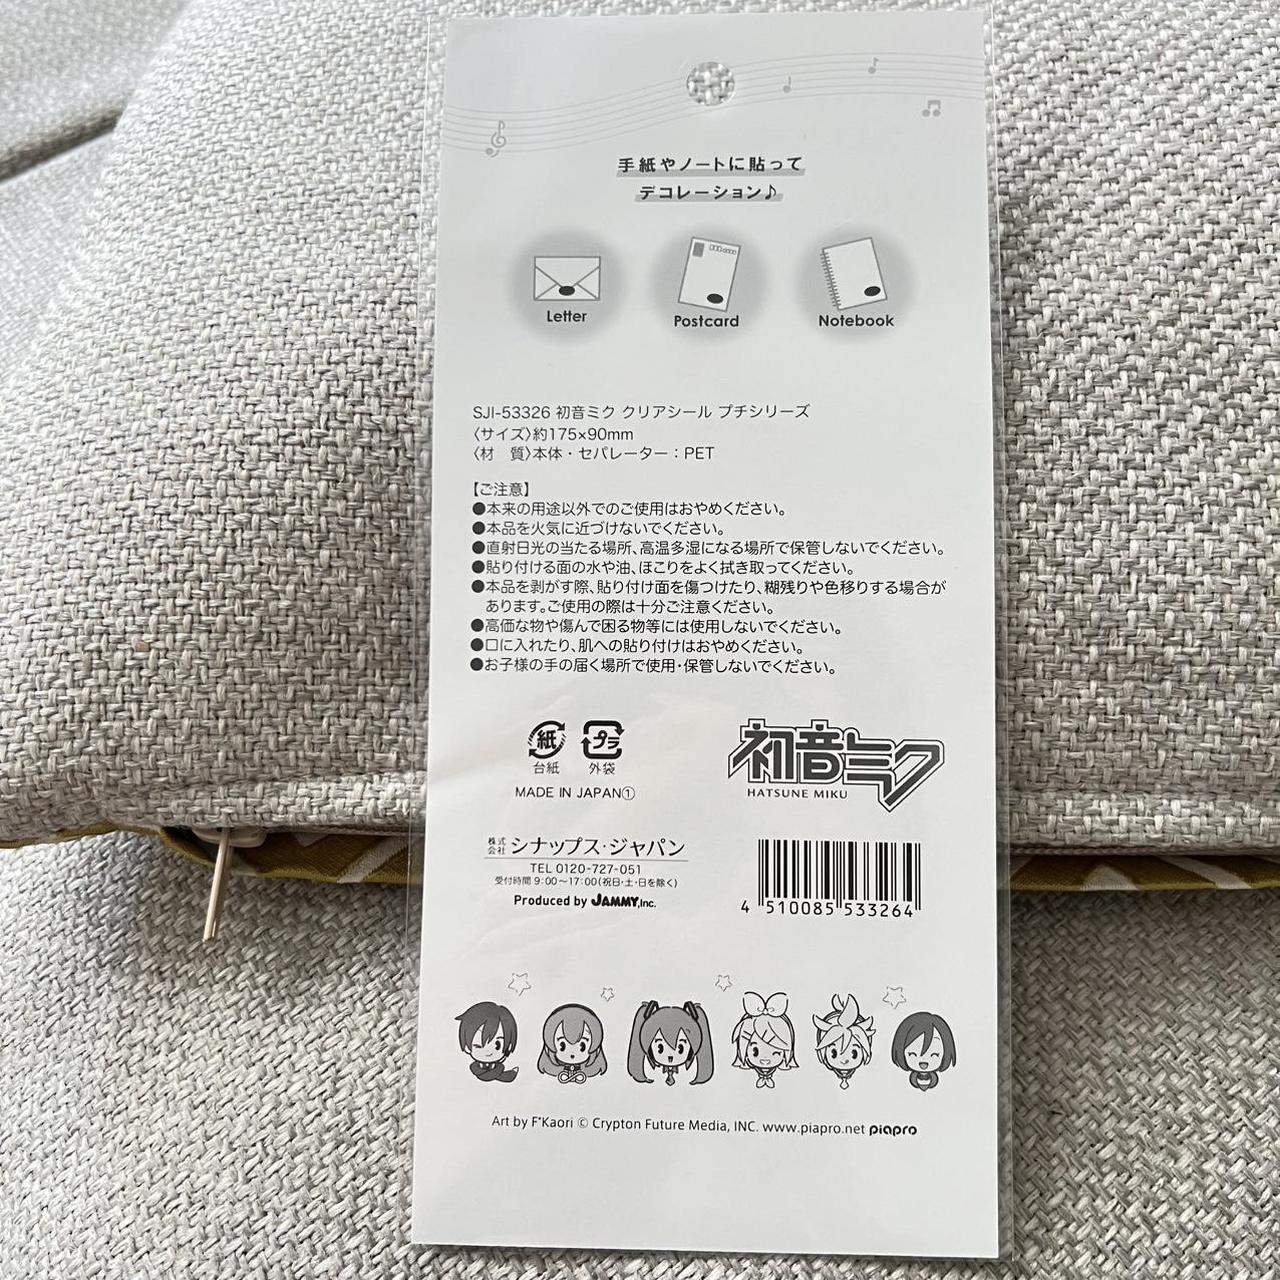 手紙やノートに貼って
デコレーション♪
Letter
Postcard
Notebook
SJI-53326 初音ミク クリアシール プチシリーズ
〈サイズ〉約175×90mm
〈材　質〉本体・セパレーター：PET
【ご注意】
●本来の用途以外でのご使用はおやめください。
●本品を火気に近づけないでください。
●直射日光の当たる場所、高温多湿になる場所で保管しないでください。
●貼り付ける面の水や油、ほこりをよく拭き取ってください。
●本品を剥がす際、貼り付け面を傷つけたり、糊残りや色移りする場合が
あります。ご使用の際は十分ご注意ください。
●高価な物や傷んで困る物等には使用しないでください。
●口に入れたり、肌への貼り付けはおやめください。
●お子様の手の届く場所で使用・保管しないでください。
紙
プラ
台紙
外袋
MADE IN JAPAN①
初音ミク
HATSUNE MIKU
株式会社 シナップス・ジャパン
TEL 0120-727-051
受付時間 9:00〜17:00(祝日・土・日を除く)
Produced by JAMMY,Inc.
4 510085 533264
Art by F*Kaori © Crypton Future Media, INC. www.piapro.net piapro